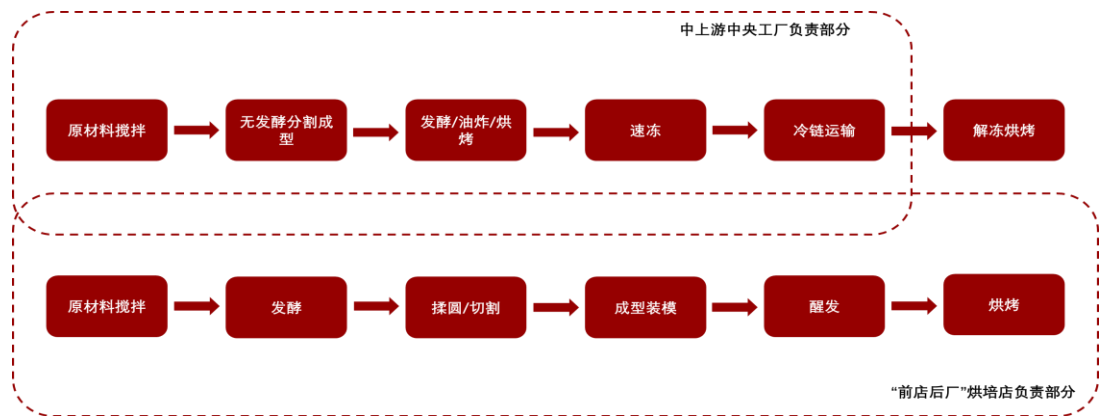 中上游中央工厂负责部分
原材料搅拌
无发酵分割成
型
发酵/油炸/烘
烤
速冻
冷链运输
解冻烘烤
原材料搅拌
发酵
揉圆/切割
成型装模
醒发
烘烤
“前店后厂”烘培店负责部分